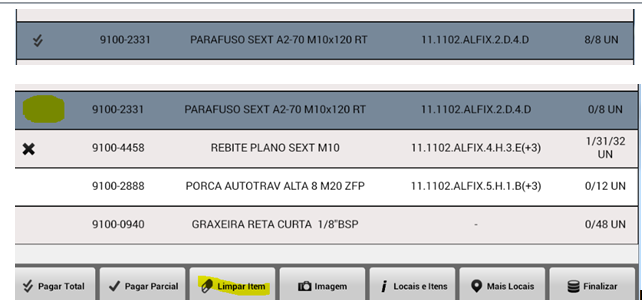 9100-2331 PARAFUSO SEXT A2-70 M10x120 RT 11.1102.ALFIX.2.D.4.D 8/8 UN
9100-2331 PARAFUSO SEXT A2-70 M10x120 RT 11.1102.ALFIX.2.D.4.D 0/8 UN
9100-4458 REBITE PLANO SEXT M10 11.1102.ALFIX.4.H.3.E(+3) 1/31/32
UN
9100-2888 PORCA AUTOTRAV ALTA 8 M20 ZFP 11.1102.ALFIX.5.H.1.B(+3) 0/12 UN
9100-0940 GRAXEIRA RETA CURTA 1/8"BSP - 0/48 UN
Pagar Total Pagar Parcial Limpar Item Imagem Locais e Itens Mais Locais Finalizar